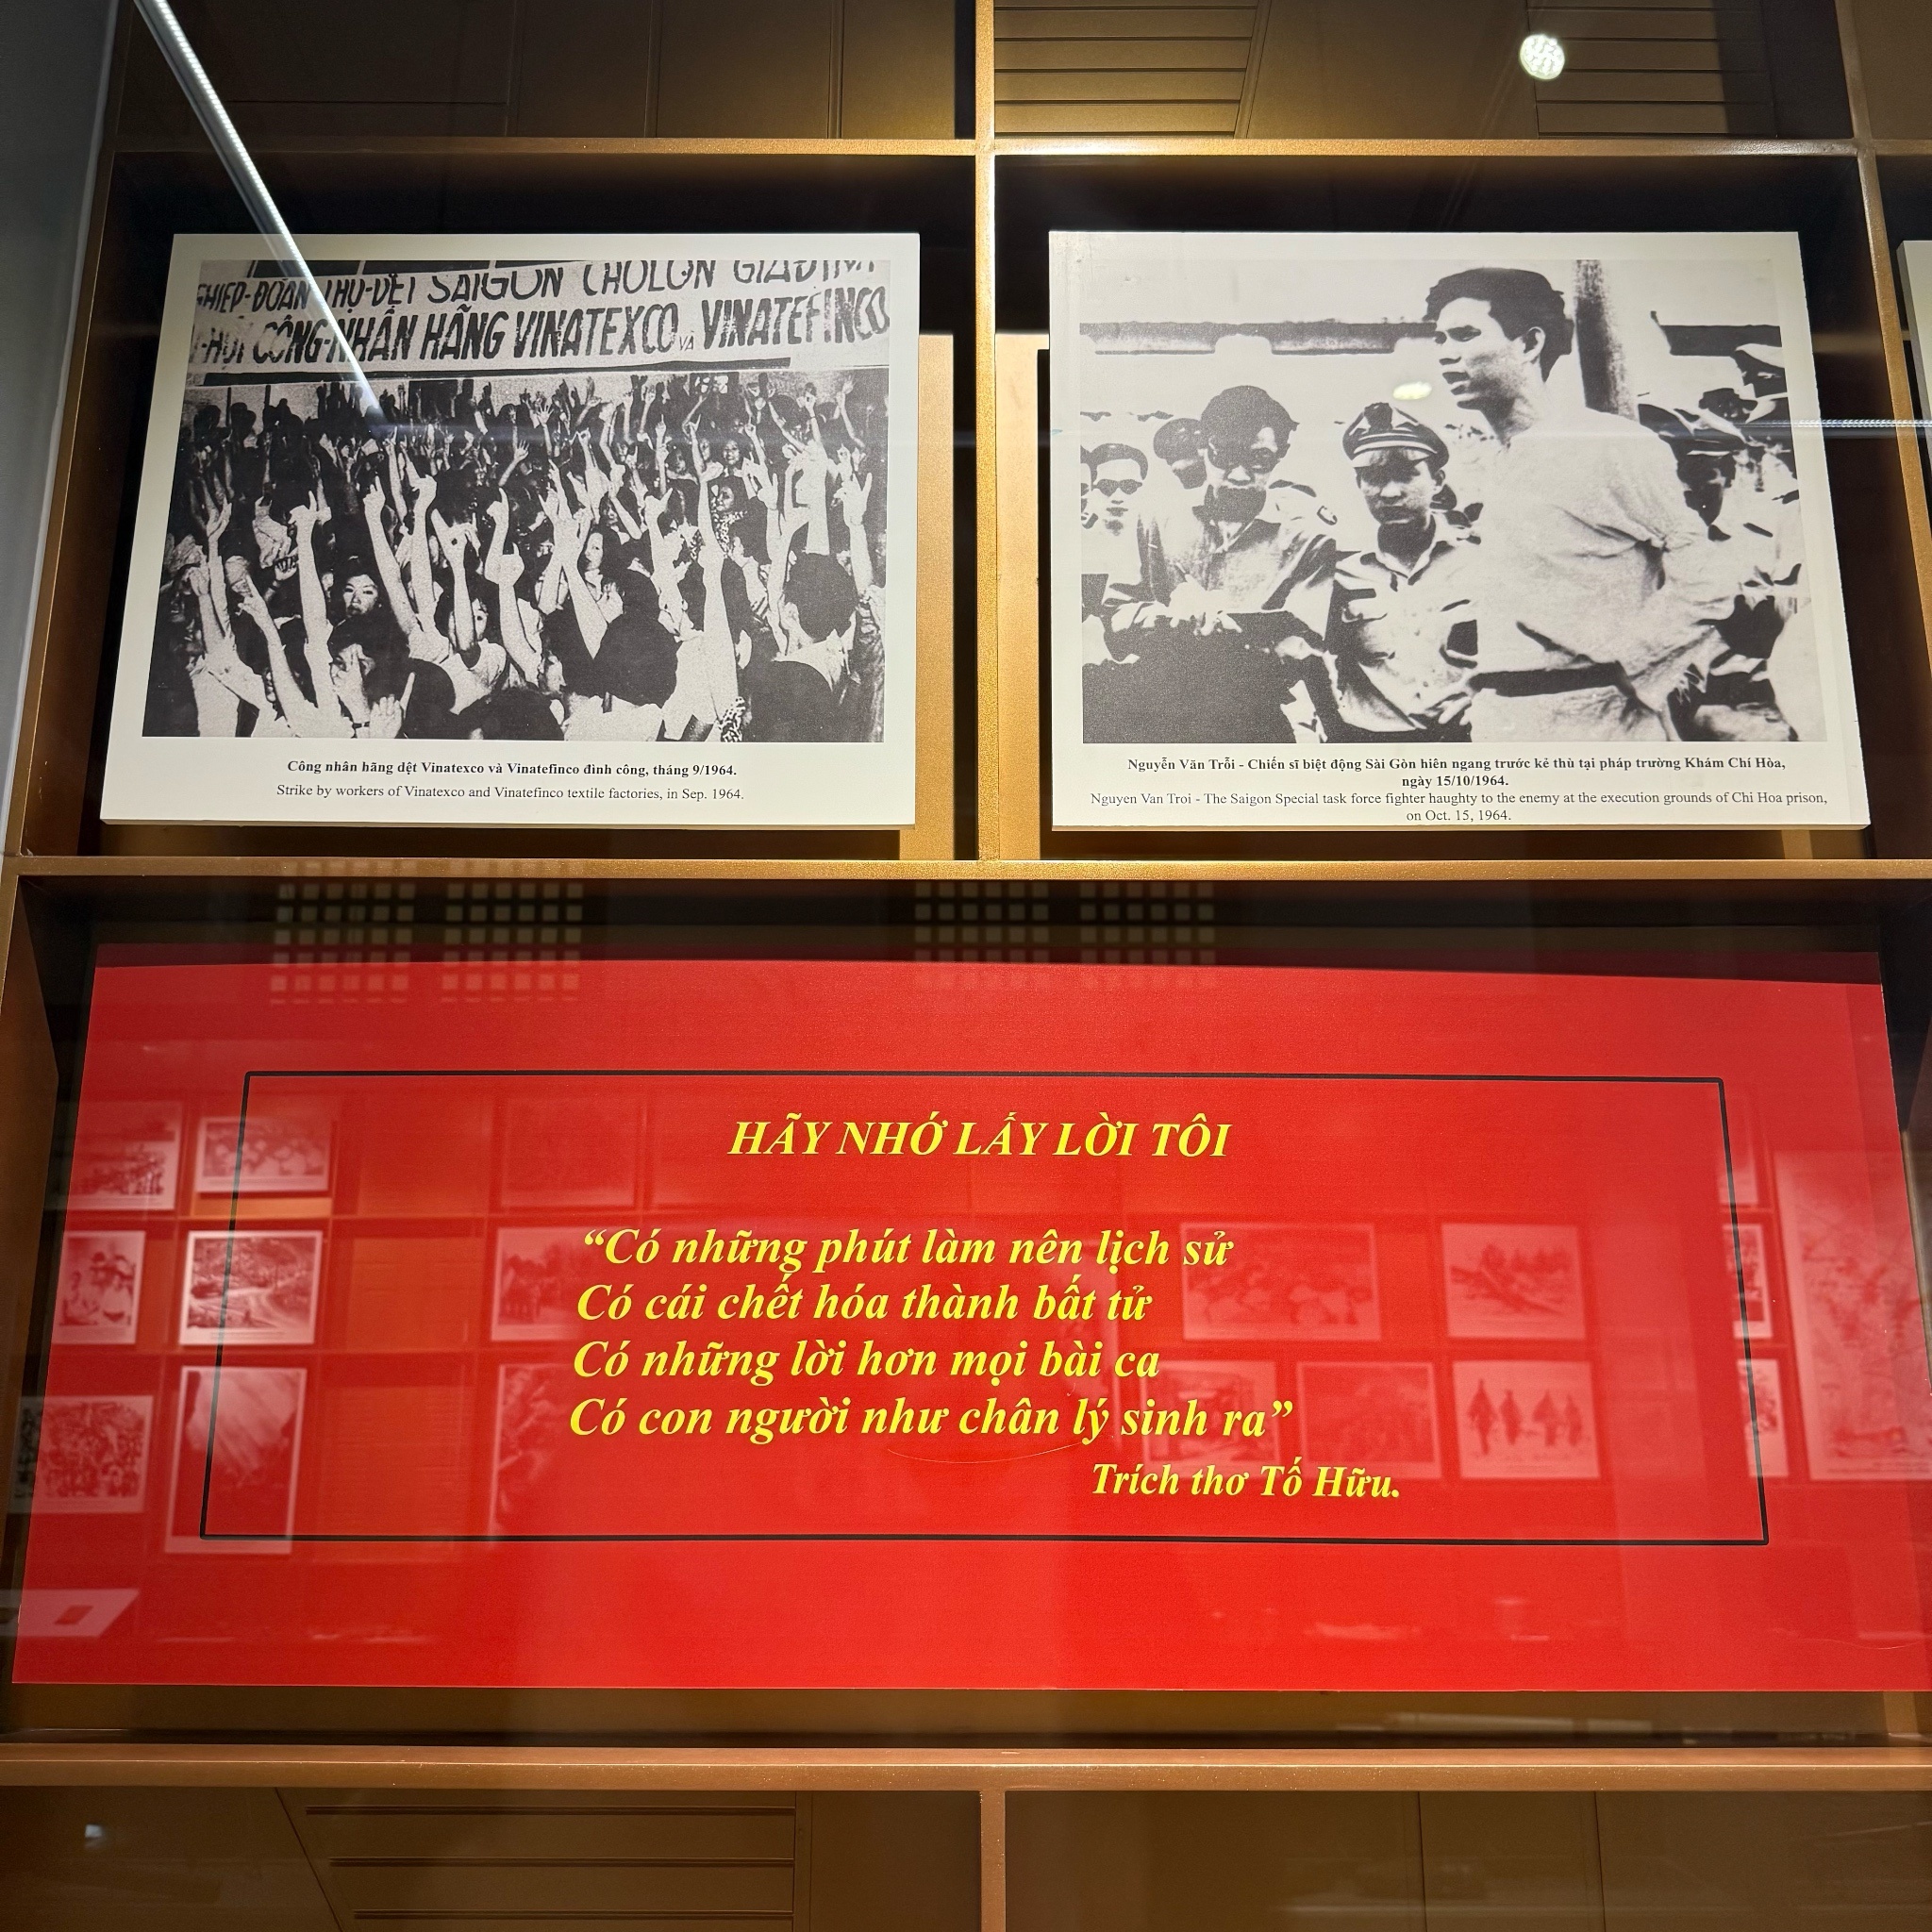 NGHIỆP-ĐOÀN THỢ-DỆT SAIGON CHOLON GIAĐỊNH
HỘI CÔNG-NHÂN HÃNG VINATEXCO VÀ VINATEFINCO
Công nhân hãng dệt Vinatexco và Vinatefinco đình công, tháng 9/1964.
Strike by workers of Vinatexco and Vinatefinco textile factories, in Sep. 1964.
Nguyễn Văn Trỗi - Chiến sĩ biệt động Sài Gòn hiên ngang trước kẻ thù tại pháp trường Khám Chí Hòa,
ngày 15/10/1964.
Nguyen Van Troi - The Saigon Special task force fighter haughty to the enemy at the execution grounds of Chi Hoa prison,
on Oct. 15, 1964.
HÃY NHỚ LẤY LỜI TÔI
“Có những phút làm nên lịch sử
Có cái chết hóa thành bất tử
Có những lời hơn mọi bài ca
Có con người như chân lý sinh ra”
Trích thơ Tố Hữu.